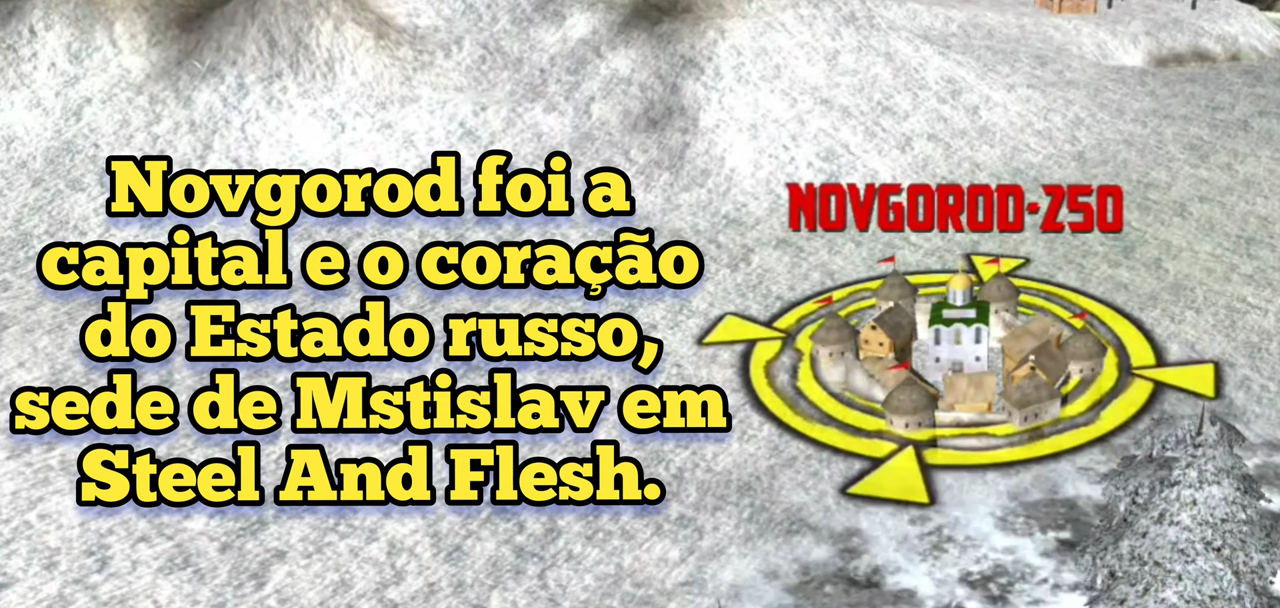 Novgorod foi a
capital e o coração
do Estado russo,
sede de Mstislav em
Steel And Flesh.
NOVGOROD-250